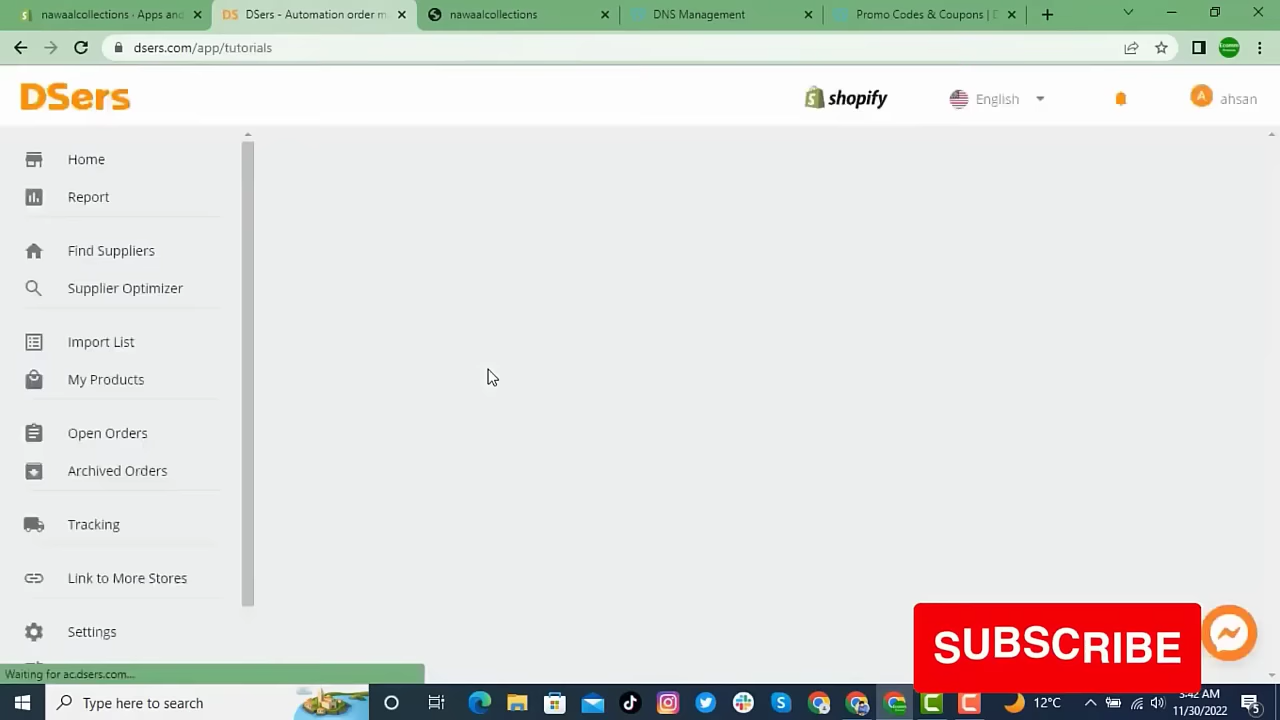 nawaalcollections · Apps and
DSers - Automation order m
nawaalcollections
DNS Management
Promo Codes & Coupons | D
dsers.com/app/tutorials
DSers
shopify
English
A
ahsan
Home
Report
Find Suppliers
Supplier Optimizer
Import List
My Products
Open Orders
Archived Orders
Tracking
Link to More Stores
Settings
SUBSCRIBE
Waiting for ac.dsers.com...
Type here to search
12°C
5:42 AM
11/30/2022
5